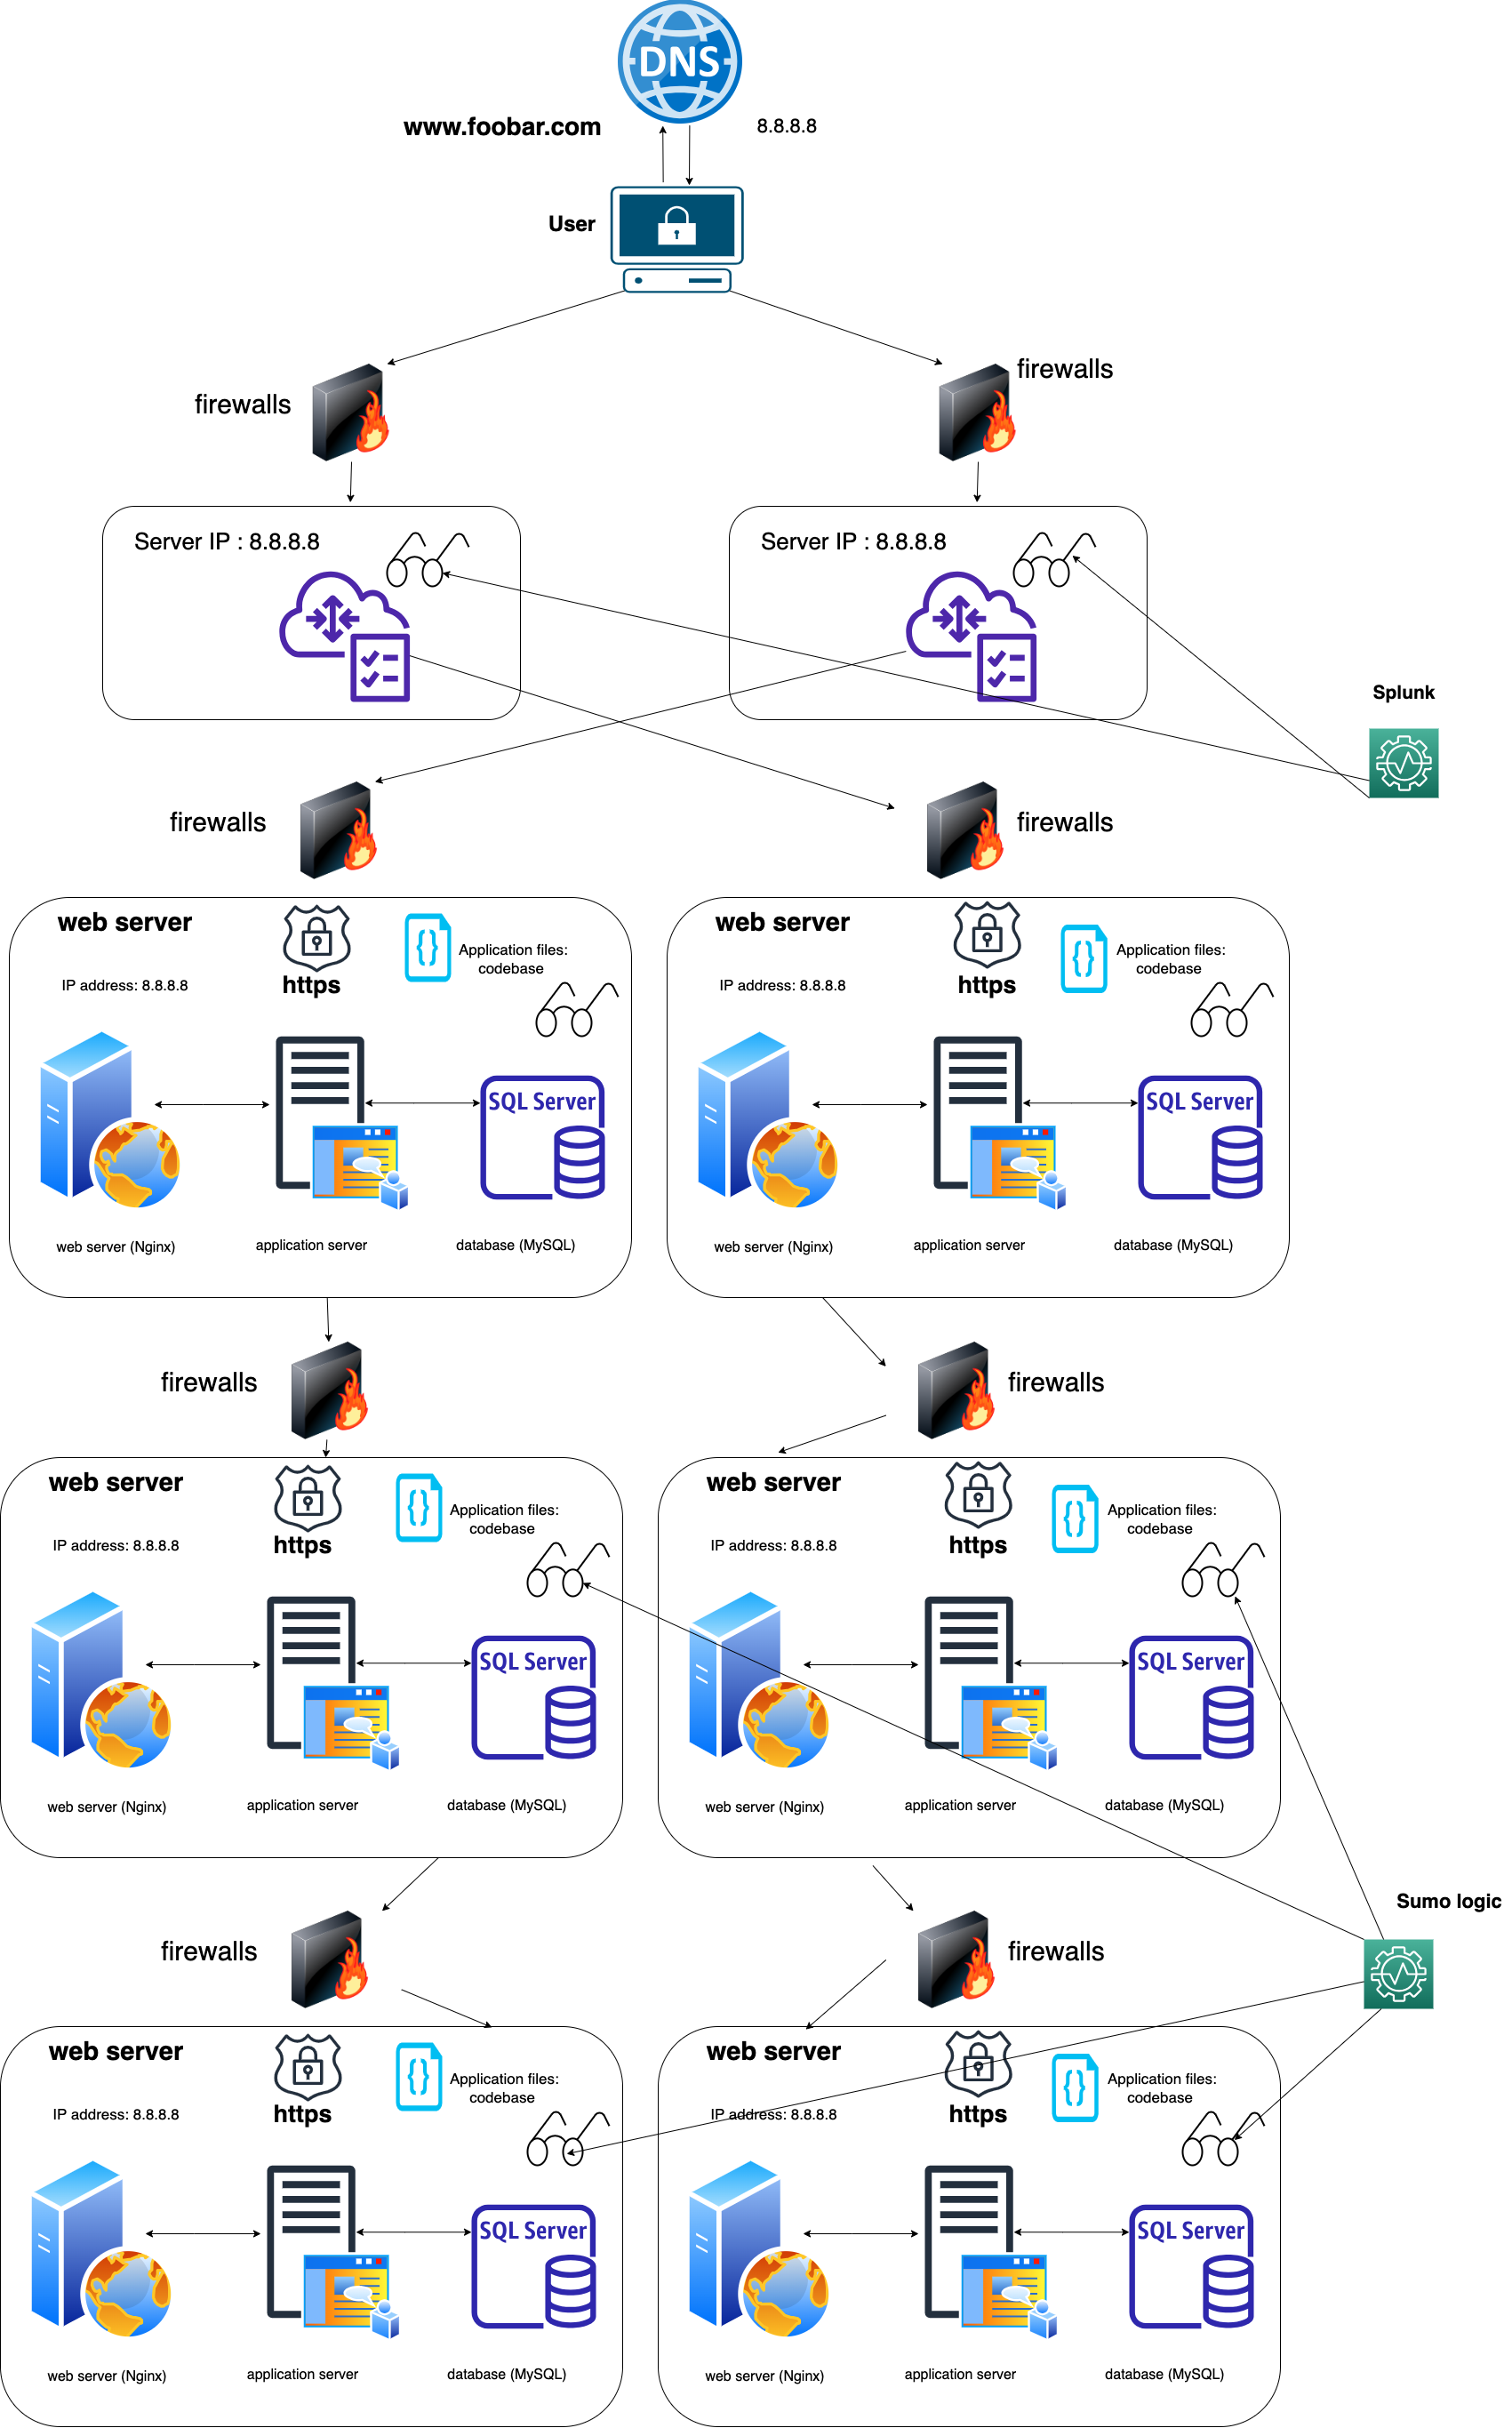 DNS
www.foobar.com
8.8.8.8
User
firewalls
firewalls
Server IP : 8.8.8.8
Server IP : 8.8.8.8
Splunk
firewalls
firewalls
web server
https
Application files:
codebase
IP address: 8.8.8.8
SQL Server
web server (Nginx)
application server
database (MySQL)
web server
https
Application files:
codebase
IP address: 8.8.8.8
SQL Server
web server (Nginx)
application server
database (MySQL)
firewalls
firewalls
web server
https
Application files:
codebase
IP address: 8.8.8.8
SQL Server
web server (Nginx)
application server
database (MySQL)
web server
https
Application files:
codebase
IP address: 8.8.8.8
SQL Server
web server (Nginx)
application server
database (MySQL)
Sumo logic
firewalls
firewalls
web server
https
Application files:
codebase
IP address: 8.8.8.8
SQL Server
web server (Nginx)
application server
database (MySQL)
web server
https
Application files:
codebase
IP address: 8.8.8.8
SQL Server
web server (Nginx)
application server
database (MySQL)